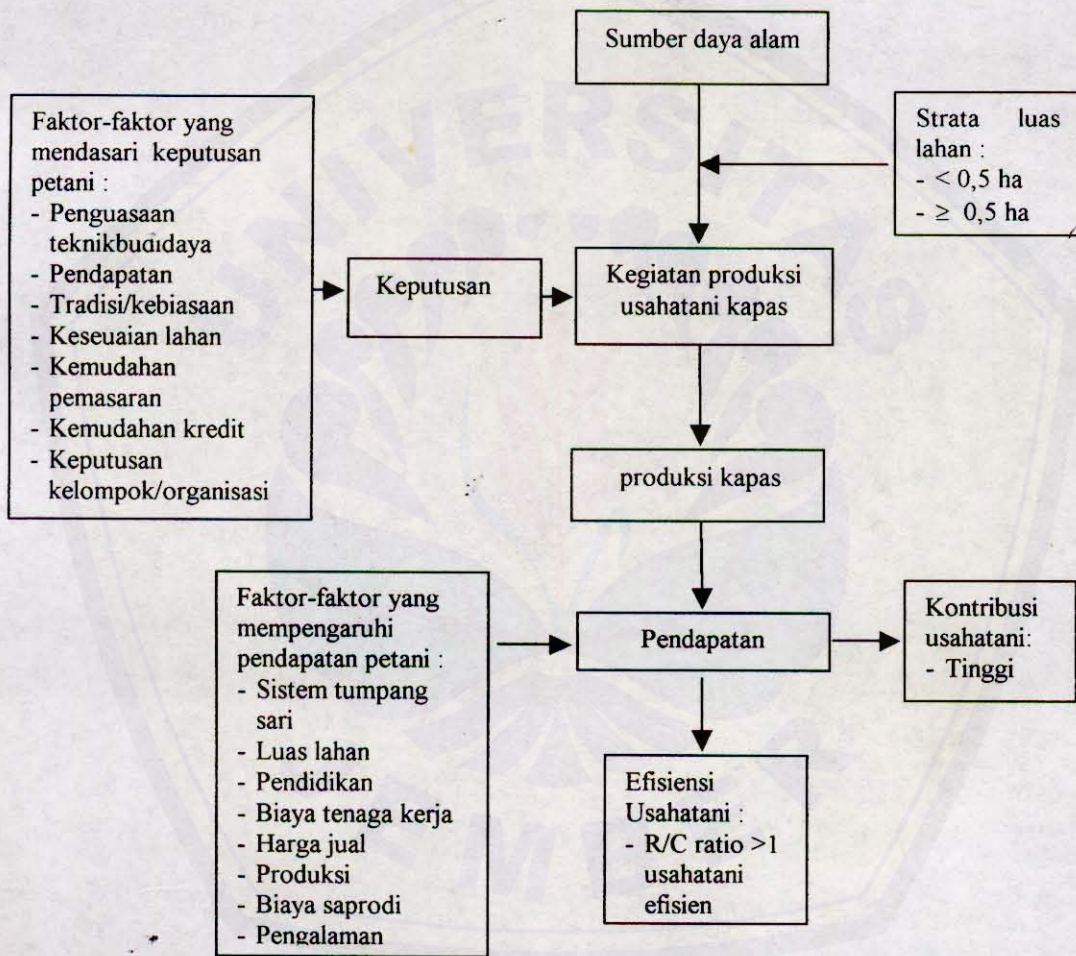 Sumber daya alam
Faktor-faktor yang
mendasari keputusan
petani :
- Penguasaan
teknikbudidaya
- Pendapatan
- Tradisi/kebiasaan
- Keseuaian lahan
- Kemudahan
pemasaran
- Kemudahan kredit
- Keputusan
kelompok/organisasi
Strata luas
lahan :
- < 0,5 ha
- ≥ 0,5 ha
Keputusan
Kegiatan produksi
usahatani kapas
produksi kapas
Faktor-faktor yang
mempengaruhi
pendapatan petani :
- Sistem tumpang
sari
- Luas lahan
- Pendidikan
- Biaya tenaga kerja
- Harga jual
- Produksi
- Biaya saprodi
- Pengalaman
Pendapatan
Kontribusi
usahatani:
- Tinggi
Efisiensi
Usahatani :
- R/C ratio >1
usahatani
efisien
UNIVERSITAS
JEMBER